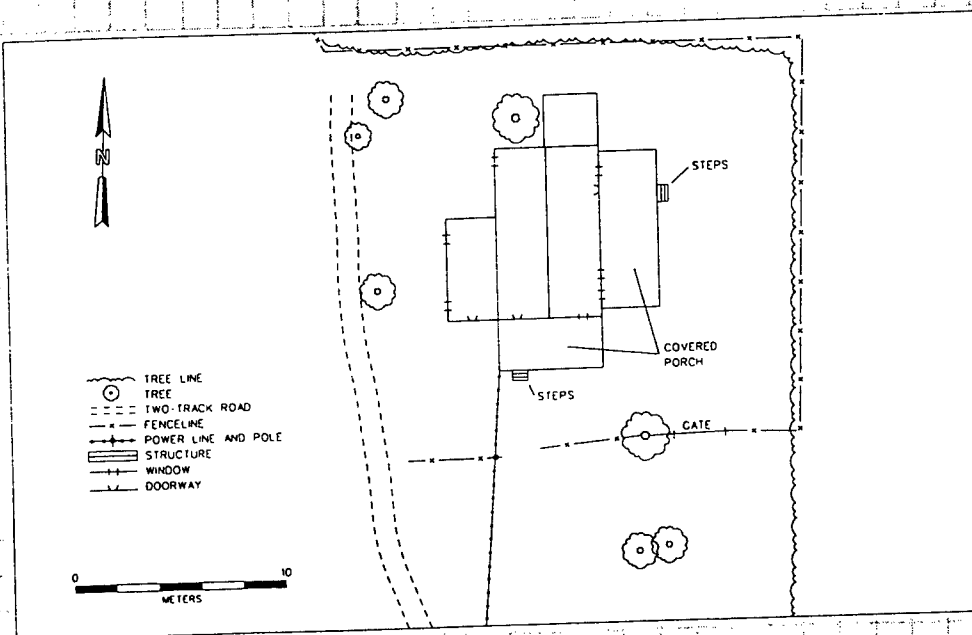 N
STEPS
COVERED
PORCH
STEPS
GATE
TREE LINE
TREE
TWO-TRACK ROAD
FENCELINE
POWER LINE AND POLE
STRUCTURE
WINDOW
DOORWAY
0 10
METERS